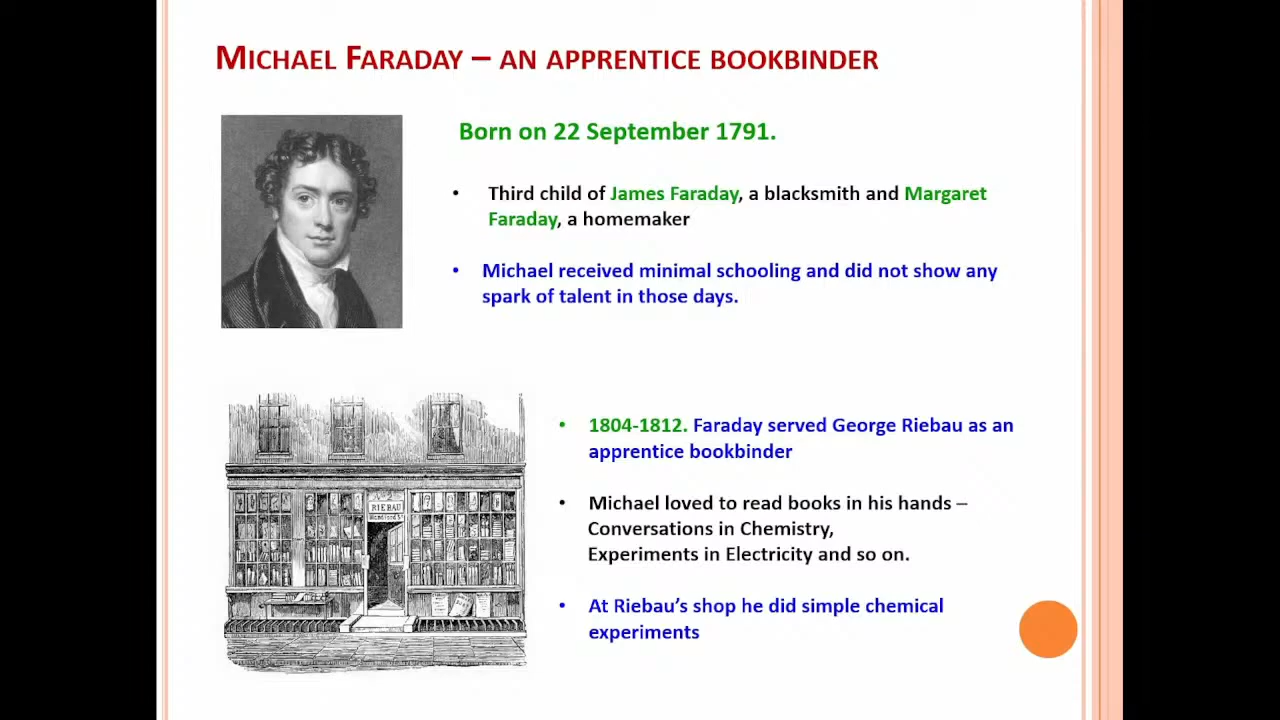 MICHAEL FARADAY – AN APPRENTICE BOOKBINDER
Born on 22 September 1791.
• Third child of James Faraday, a blacksmith and Margaret
Faraday, a homemaker
• Michael received minimal schooling and did not show any
spark of talent in those days.
• 1804-1812. Faraday served George Riebau as an
apprentice bookbinder
• Michael loved to read books in his hands –
Conversations in Chemistry,
Experiments in Electricity and so on.
• At Riebau’s shop he did simple chemical
experiments
RIEBAU